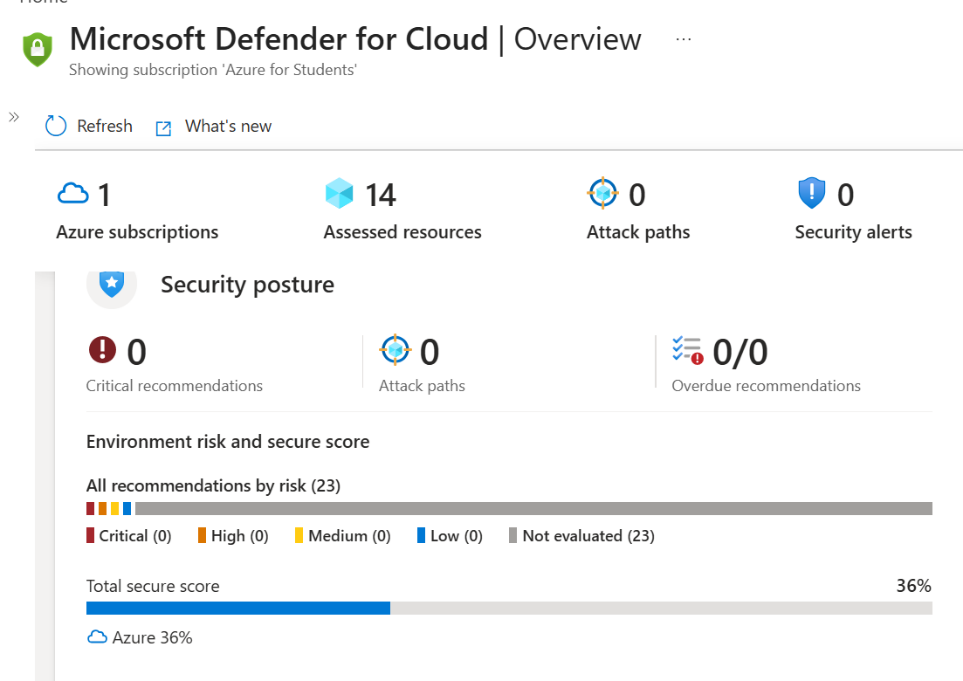 Home
Microsoft Defender for Cloud | Overview ...
Showing subscription 'Azure for Students'
» Refresh What's new
1 14 0 0
Azure subscriptions Assessed resources Attack paths Security alerts
Security posture
0 0 0/0
Critical recommendations Attack paths Overdue recommendations
Environment risk and secure score
All recommendations by risk (23)
Critical (0) High (0) Medium (0) Low (0) Not evaluated (23)
Total secure score 36%
Azure 36%